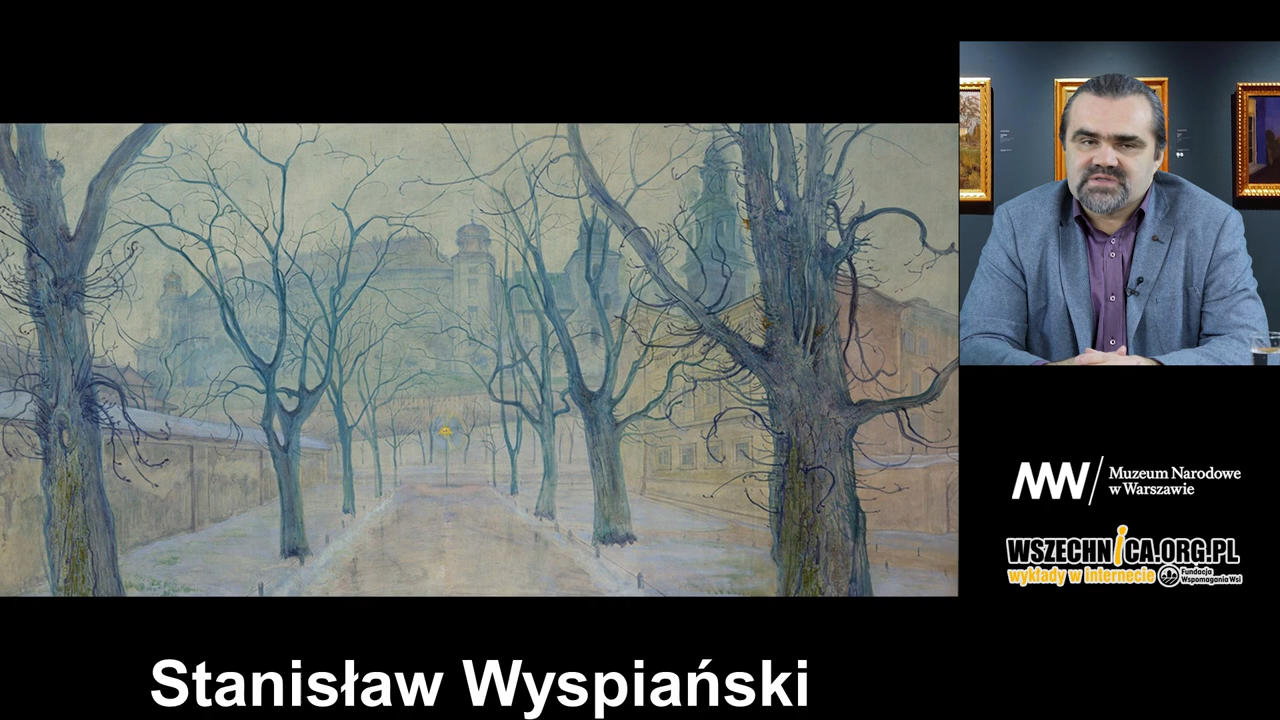 Muzeum Narodowe
w Warszawie
WSZECHNICA.ORG.PL
wykłady w internecie
Fundacja
Wspomagania Wsi
Stanisław Wyspiański